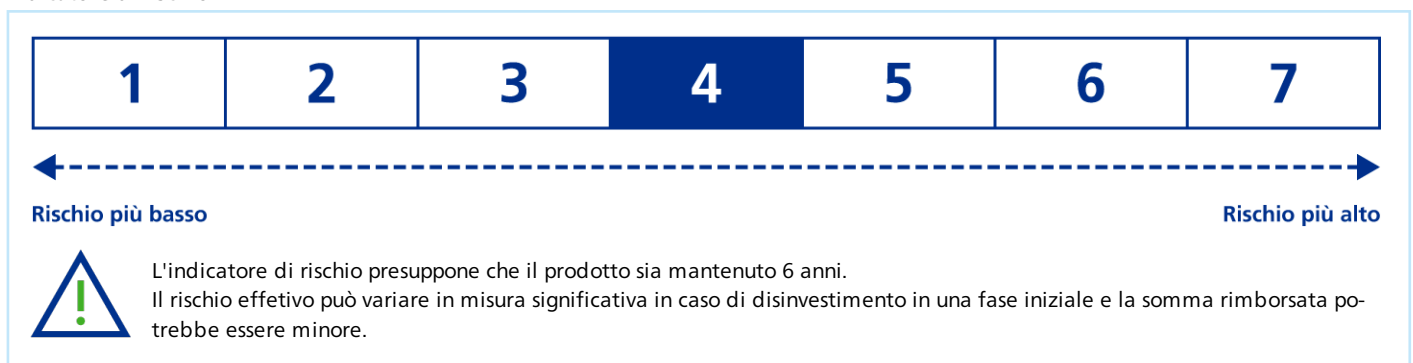 1 2 3 4 5 6 7
Rischio più basso Rischio più alto
L'indicatore di rischio presuppone che il prodotto sia mantenuto 6 anni.
Il rischio effetivo può variare in misura significativa in caso di disinvestimento in una fase iniziale e la somma rimborsata po-
trebbe essere minore.